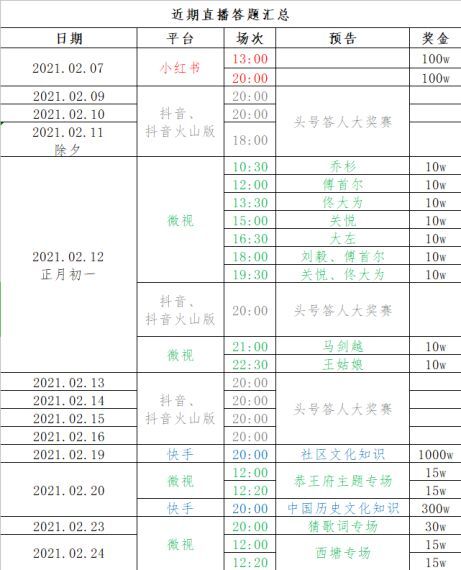 近期直播答题汇总
日期 平台 场次 预告 奖金
2021.02.07 小红书 13:00 100w
20:00 100w
2021.02.09 抖音、抖音火山版 20:00 头号答人大奖赛
2021.02.10 20:00
2021.02.11 除夕 18:00
2021.02.12 正月初一 微视 10:30 乔杉 10w
12:00 傅首尔 10w
13:30 佟大为 10w
15:00 关悦 10w
16:30 大左 10w
18:00 刘毅、傅首尔 10w
19:30 关悦、佟大为 10w
抖音、抖音火山版 20:00 头号答人大奖赛
微视 21:00 马剑越 10w
22:30 王姑娘 10w
2021.02.13 抖音、抖音火山版 20:00 头号答人大奖赛
2021.02.14 20:00
2021.02.15 20:00
2021.02.16 20:00
2021.02.19 快手 20:00 社区文化知识 1000w
2021.02.20 微视 12:00 恭王府主题专场 15w
12:20 15w
快手 20:00 中国历史文化知识 300w
2021.02.23 微视 20:00 猜歌词专场 30w
2021.02.24 12:00 西塘专场 15w
12:20 15w